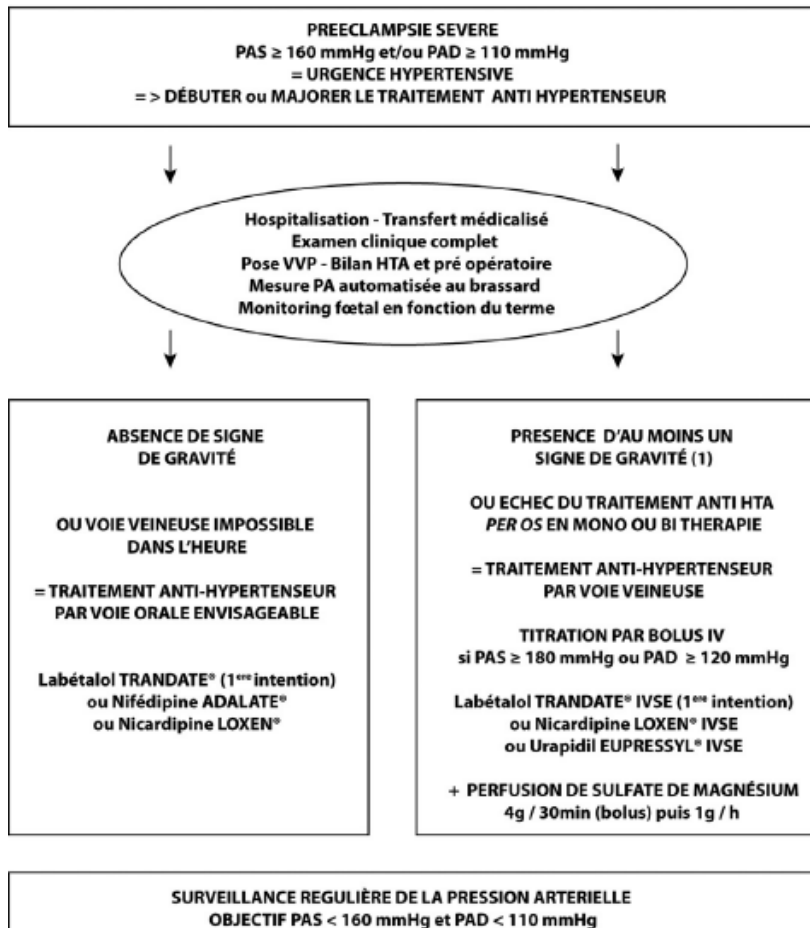 PREECLAMPSIE SEVERE
PAS ≥ 160 mmHg et/ou PAD ≥ 110 mmHg
= URGENCE HYPERTENSIVE
= > DÉBUTER ou MAJORER LE TRAITEMENT ANTI HYPERTENSEUR
Hospitalisation - Transfert médicalisé
Examen clinique complet
Pose VVP - Bilan HTA et pré opératoire
Mesure PA automatisée au brassard
Monitoring fœtal en fonction du terme
ABSENCE DE SIGNE
DE GRAVITÉ
OU VOIE VEINEUSE IMPOSSIBLE
DANS L'HEURE
= TRAITEMENT ANTI-HYPERTENSEUR
PAR VOIE ORALE ENVISAGEABLE
Labétalol TRANDATE® (1ere intention)
ou Nifédipine ADALATE®
ou Nicardipine LOXEN®
PRESENCE D'AU MOINS UN
SIGNE DE GRAVITÉ (1)
OU ECHEC DU TRAITEMENT ANTI HTA
PER OS EN MONO OU BI THERAPIE
= TRAITEMENT ANTI-HYPERTENSEUR
PAR VOIE VEINEUSE
TITRATION PAR BOLUS IV
si PAS ≥ 180 mmHg ou PAD ≥ 120 mmHg
Labétalol TRANDATE® IVSE (1ere intention)
ou Nicardipine LOXEN® IVSE
ou Urapidil EUPRESSYL® IVSE
+ PERFUSION DE SULFATE DE MAGNÉSIUM
4g / 30min (bolus) puis 1g / h
SURVEILLANCE REGULIÈRE DE LA PRESSION ARTERIELLE
OBJECTIF PAS < 160 mmHg et PAD < 110 mmHg